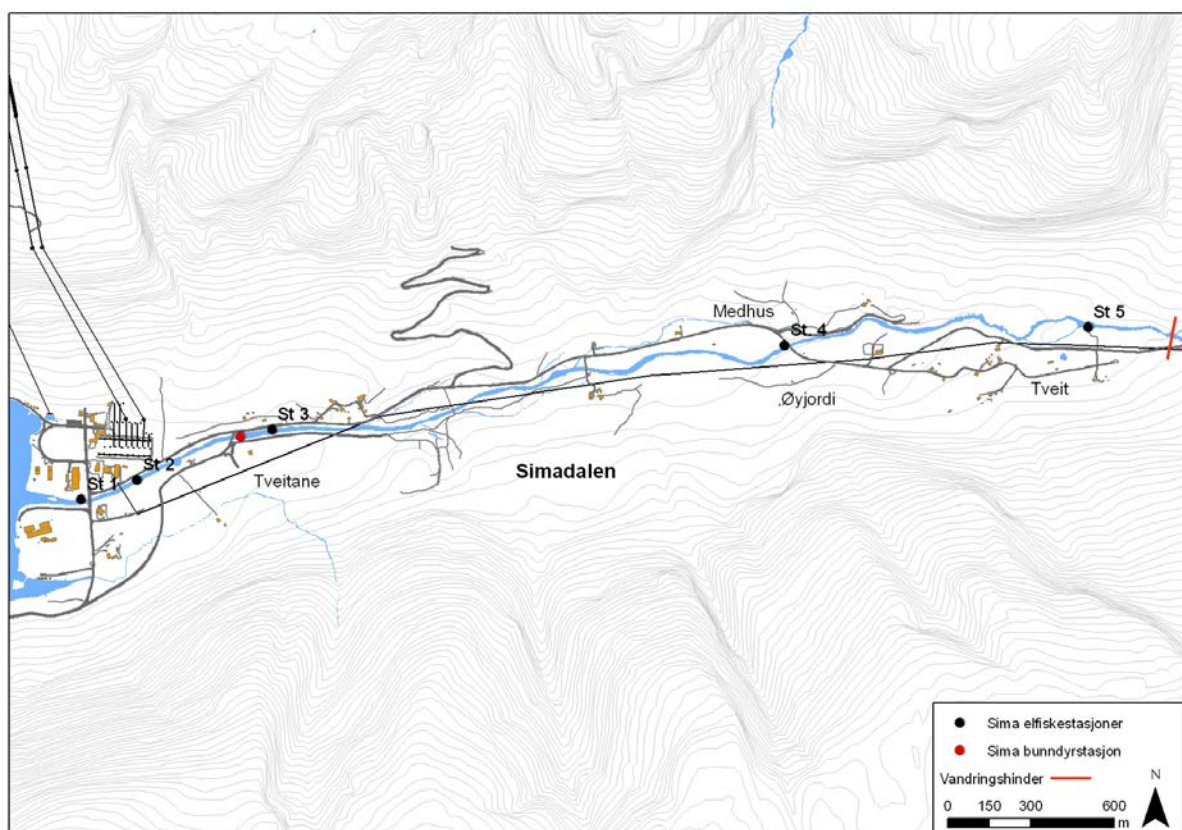 Medhus
St 5
St. 4
Tveit
Øyjordi
St 3
St 2
Simadalen
Tveitane
St 1
Sima elfiskestasjoner
Sima bunndyrstasjon
Vandringshinder
N
0 150 300 600
m